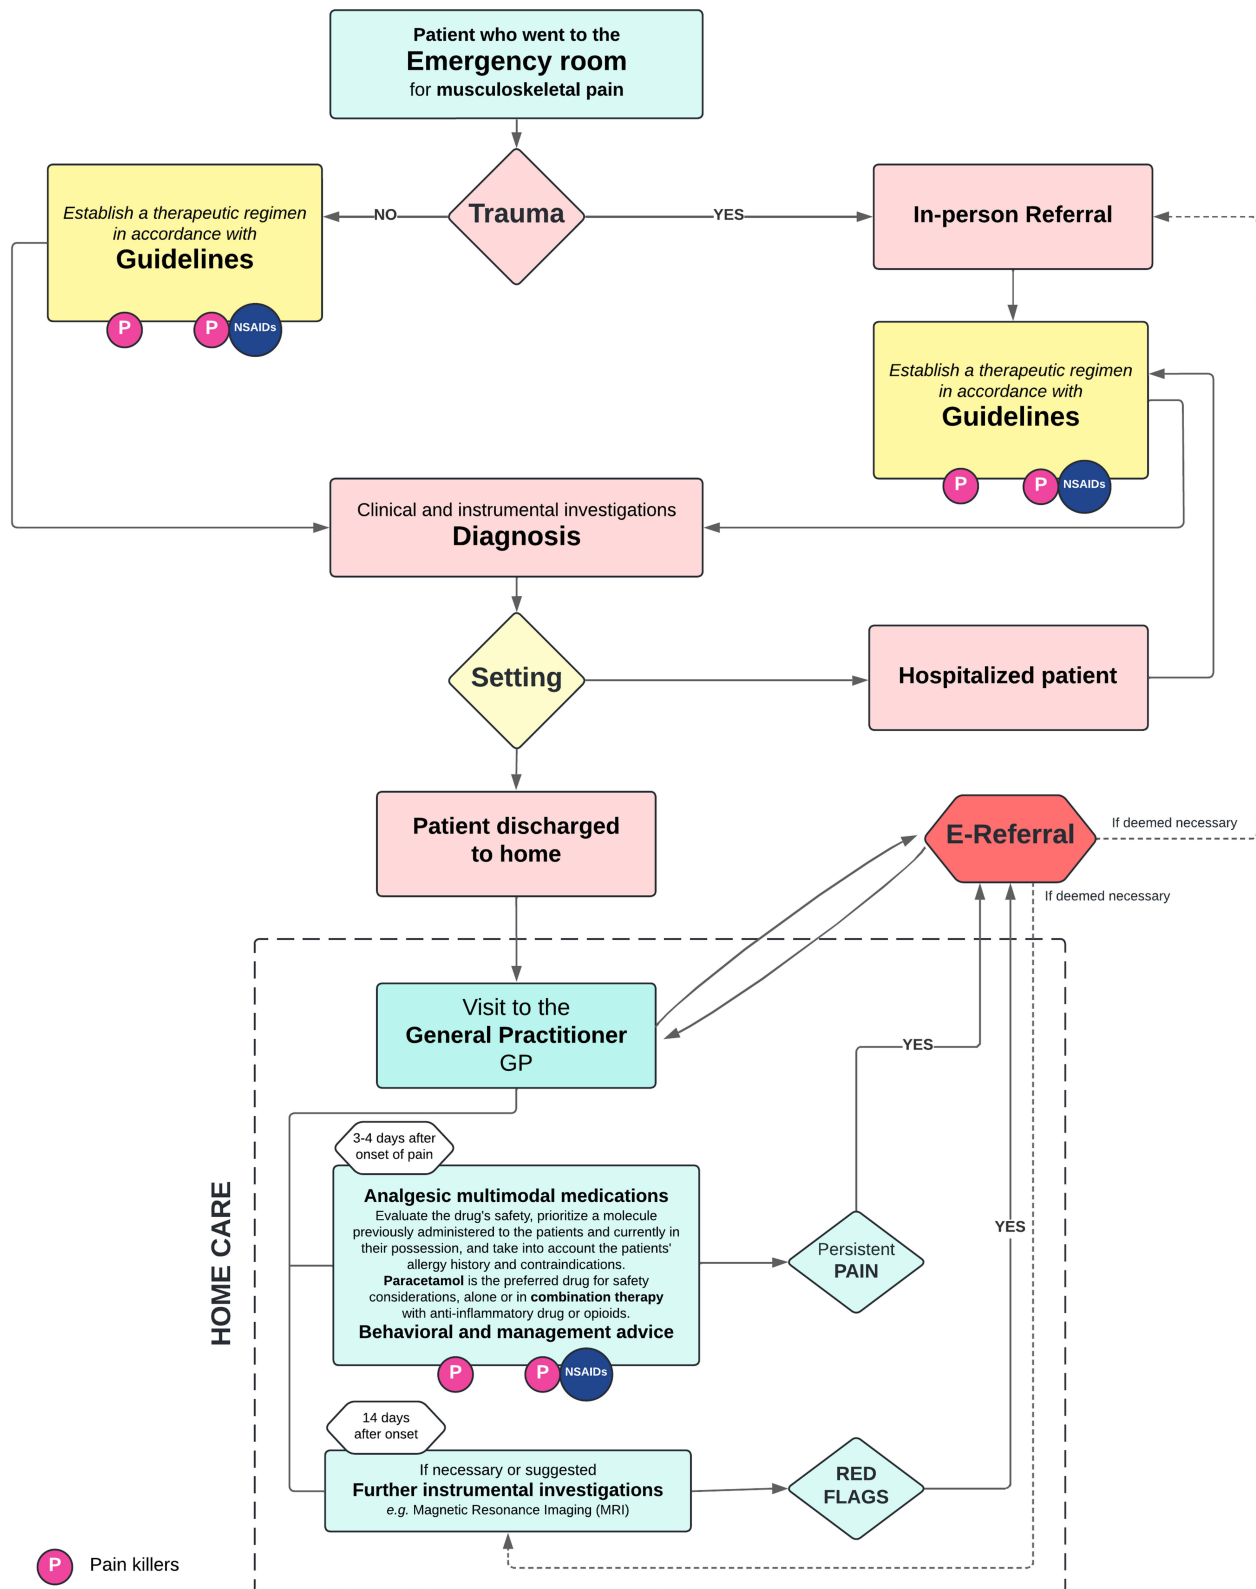 Patient who went to the
Emergency room
for musculoskeletal pain
Trauma
NO
YES
Establish a therapeutic regimen
in accordance with
Guidelines
P
P
NSAIDs
In-person Referral
Establish a therapeutic regimen
in accordance with
Guidelines
P
P
NSAIDs
Clinical and instrumental investigations
Diagnosis
Setting
Hospitalized patient
Patient discharged
to home
E-Referral
If deemed necessary
If deemed necessary
Visit to the
General Practitioner
GP
YES
HOME CARE
3-4 days after
onset of pain
Analgesic multimodal medications
Evaluate the drug's safety, prioritize a molecule
previously administered to the patients and currently in
their possession, and take into account the patients'
allergy history and contraindications.
Paracetamol is the preferred drug for safety
considerations, alone or in combination therapy
with anti-inflammatory drug or opioids.
Behavioral and management advice
P
P
NSAIDs
Persistent
PAIN
YES
14 days
after onset
If necessary or suggested
Further instrumental investigations
e.g. Magnetic Resonance Imaging (MRI)
RED
FLAGS
P
Pain killers